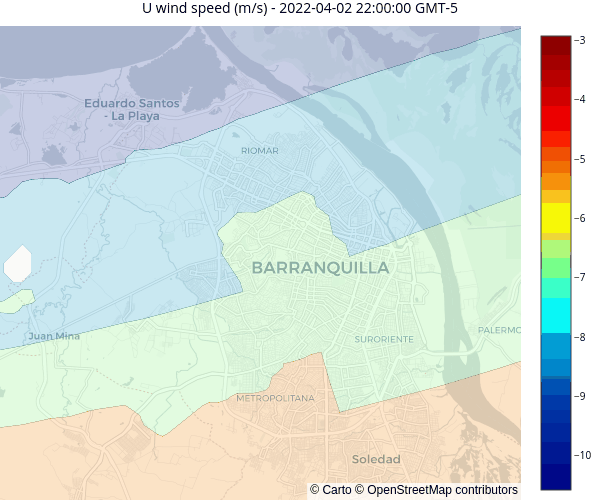 U wind speed (m/s) - 2022-04-02 22:00:00 GMT-5
Eduardo Santos
- La Playa
RIOMAR
BARRANQUILLA
Juan Mina
SURORIENTE
PALERMO
METROPOLITANA
Soledad
© Carto © OpenStreetMap contributors
−3
−4
−5
−6
−7
−8
−9
−10